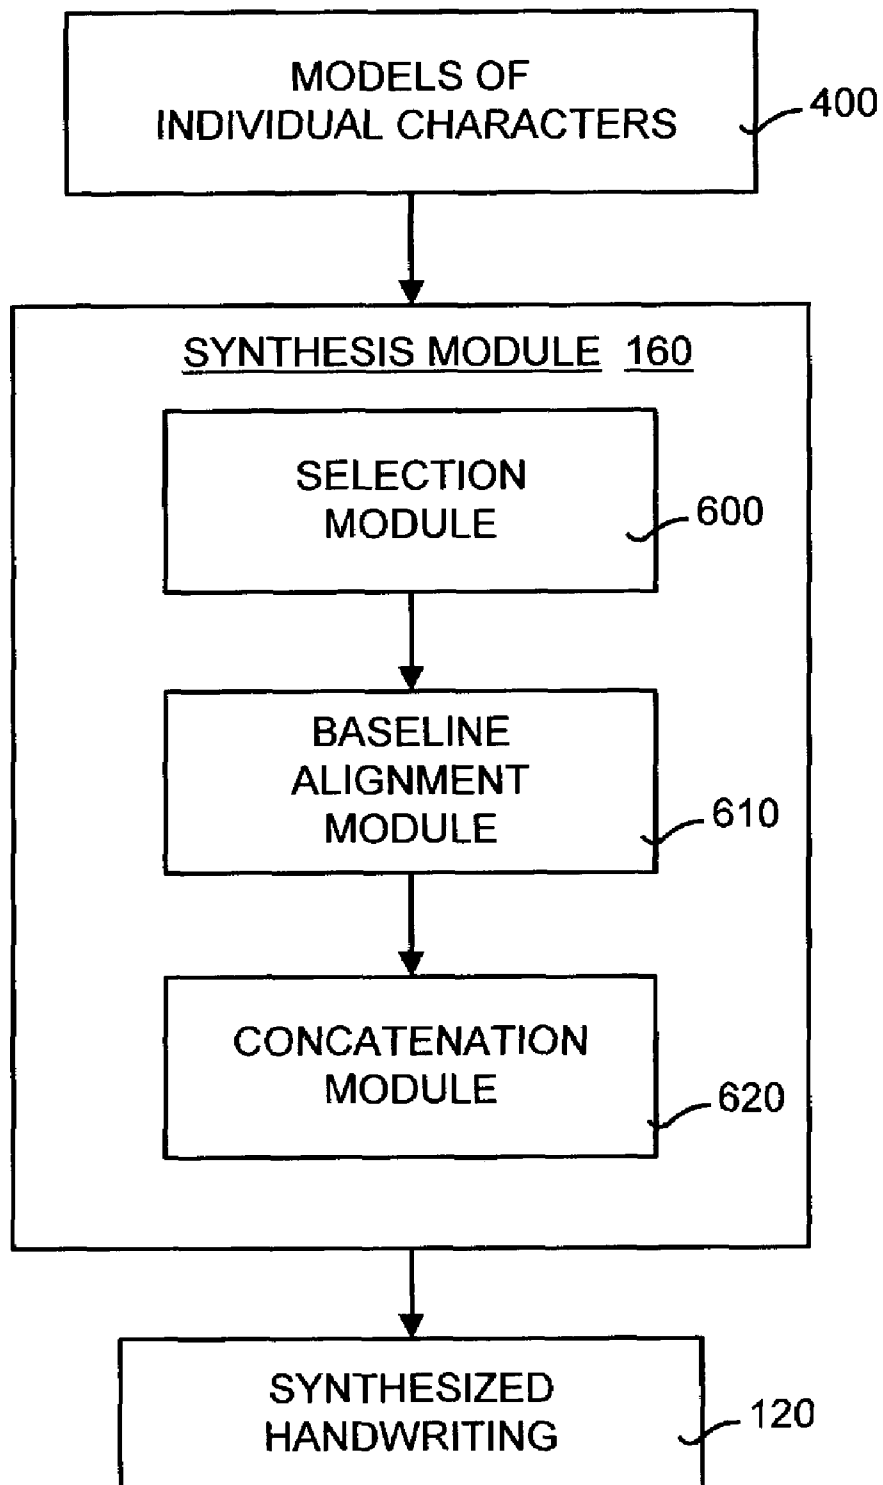 MODELS OF
INDIVIDUAL CHARACTERS
400
SYNTHESIS MODULE 160
SELECTION
MODULE
600
BASELINE
ALIGNMENT
MODULE
610
CONCATENATION
MODULE
620
SYNTHESIZED
HANDWRITING
120